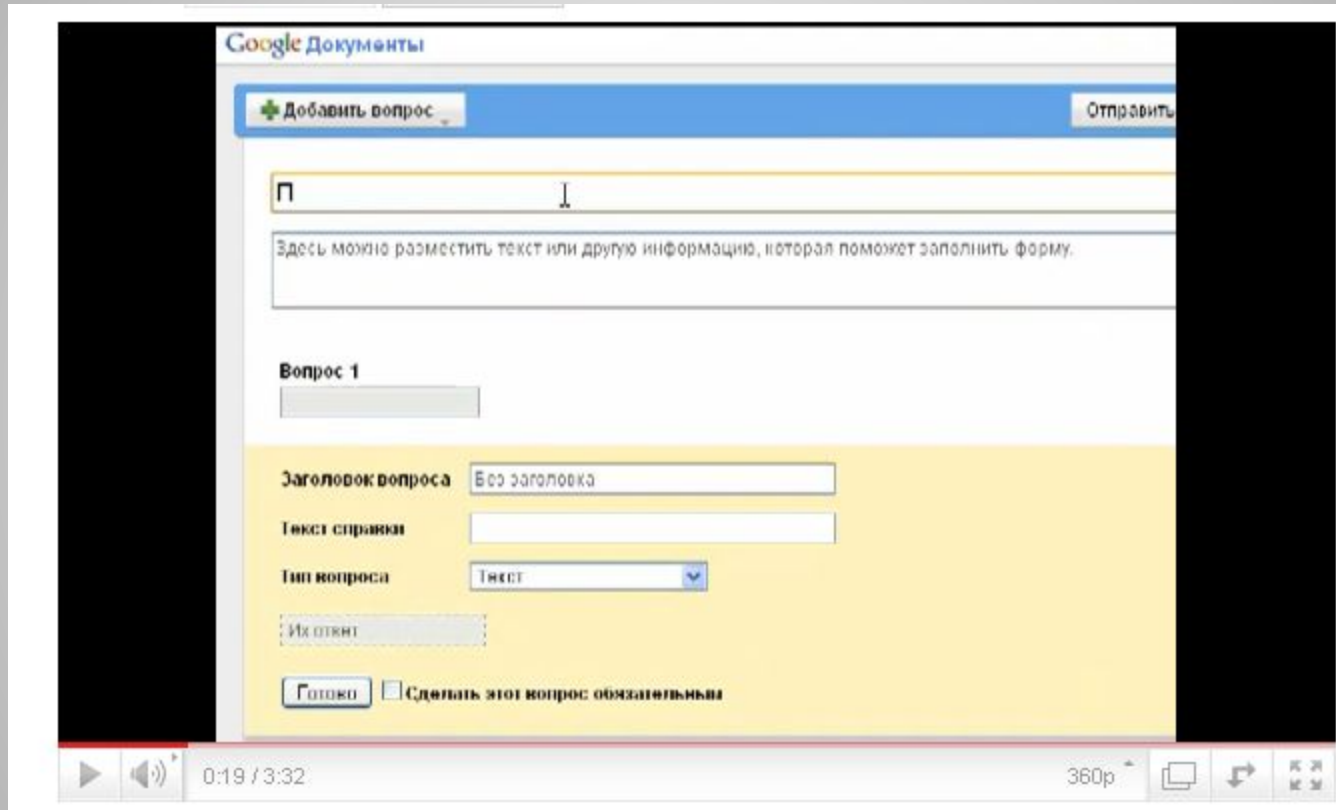 Google Документы
Добавить вопрос
Отправить
П
Здесь можно разместить текст или другую информацию, которая поможет заполнить форму.
Вопрос 1
Заголовок вопроса Без заголовка
Текст справки
Тип вопроса Текст
Их ответ
Готово Сделать этот вопрос обязательным
0:19 / 3:32 360p